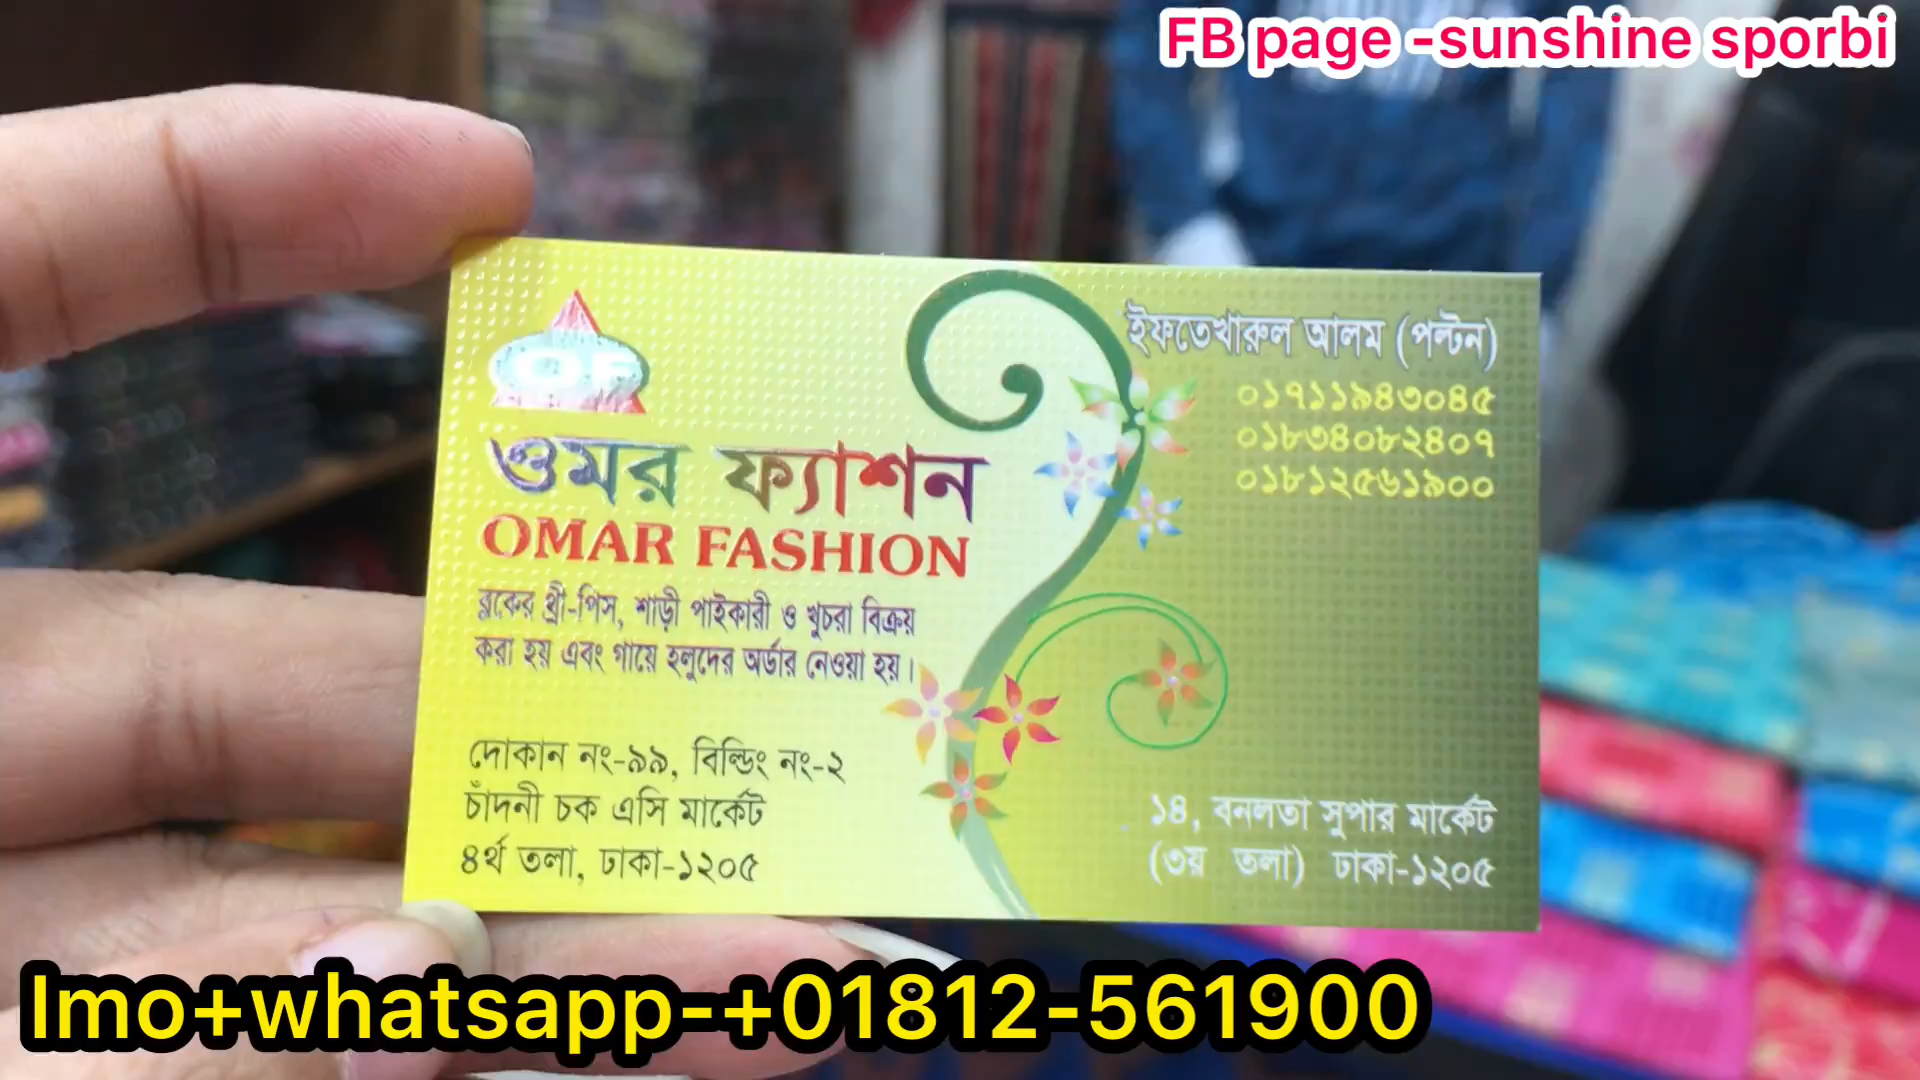 FB page -sunshine sporbi
OF
ওমর ফ্যাশন
OMAR FASHION
ব্লকের থ্রী-পিস, শাড়ী পাইকারী ও খুচরা বিক্রয়
করা হয় এবং গায়ে হলুদের অর্ডার নেওয়া হয়।
দোকান নং-৯৯, বিল্ডিং নং-২
চাঁদনী চক এসি মার্কেট
৪র্থ তলা, ঢাকা-১২০৫
ইফতেখারুল আলম (পল্টন)
০১৭১১৯৪৩০৪৫
০১৮৩৪০৮২৪০৭
০১৮১২৫৬১৯০০
১৪, বনলতা সুপার মার্কেট
(৩য় তলা) ঢাকা-১২০৫
Imo+whatsapp-+01812-561900